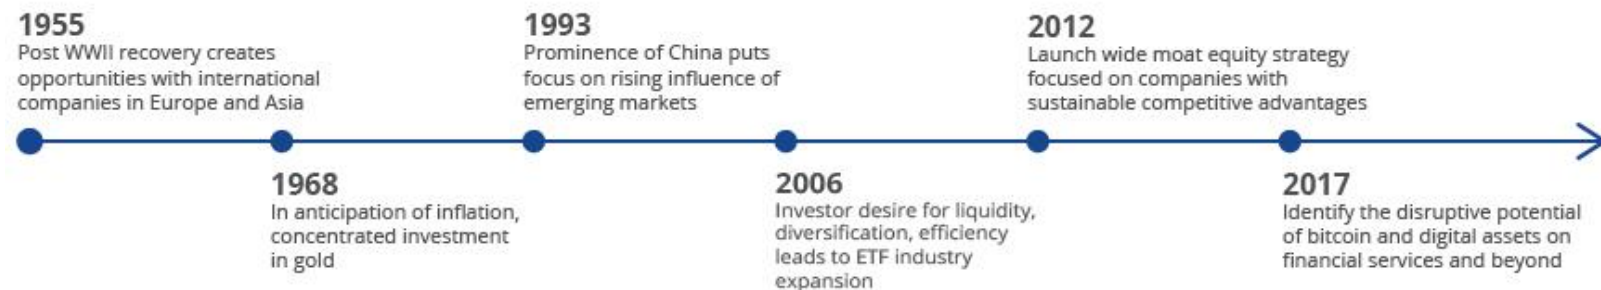 1955
Post WWII recovery creates
opportunities with international
companies in Europe and Asia
1968
In anticipation of inflation,
concentrated investment
in gold
1993
Prominence of China puts
focus on rising influence of
emerging markets
2006
Investor desire for liquidity,
diversification, efficiency
leads to ETF industry
expansion
2012
Launch wide moat equity strategy
focused on companies with
sustainable competitive advantages
2017
Identify the disruptive potential
of bitcoin and digital assets on
financial services and beyond